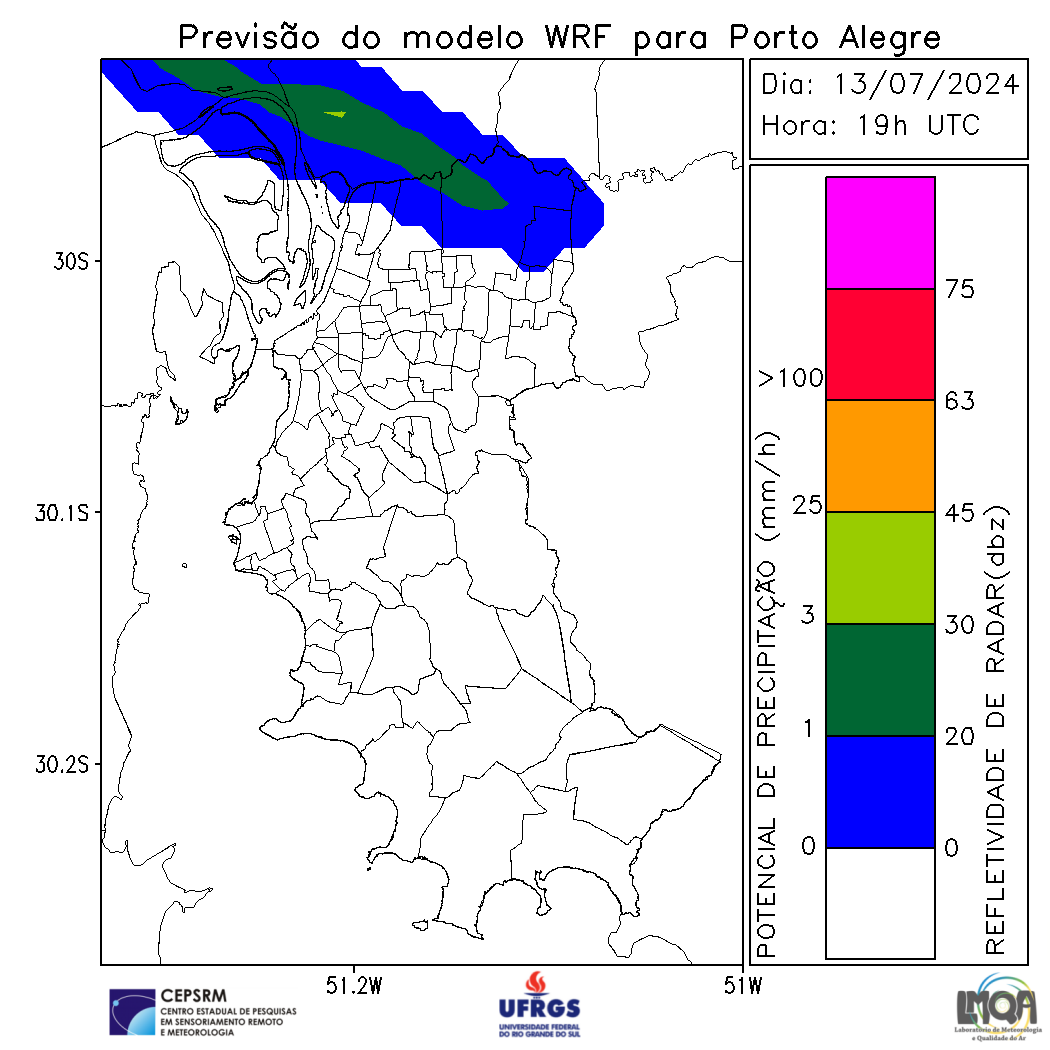 Previsão do modelo WRF para Porto Alegre
Dia: 13/07/2024
Hora: 19h UTC
30S
30.1S
30.2S
51.2W
51W
POTENCIAL DE PRECIPITAÇÃO (mm/h)
>100
25
3
1
0
75
63
45
30
20
0
REFLETIVIDADE DE RADAR(dbz)
CEPSRM
CENTRO ESTADUAL DE PESQUISAS
EM SENSORIAMENTO REMOTO
E METEOROLOGIA
UFRGS
UNIVERSIDADE FEDERAL
DO RIO GRANDE DO SUL
LMQA
Laboratório de Meteorologia
e Qualidade do Ar